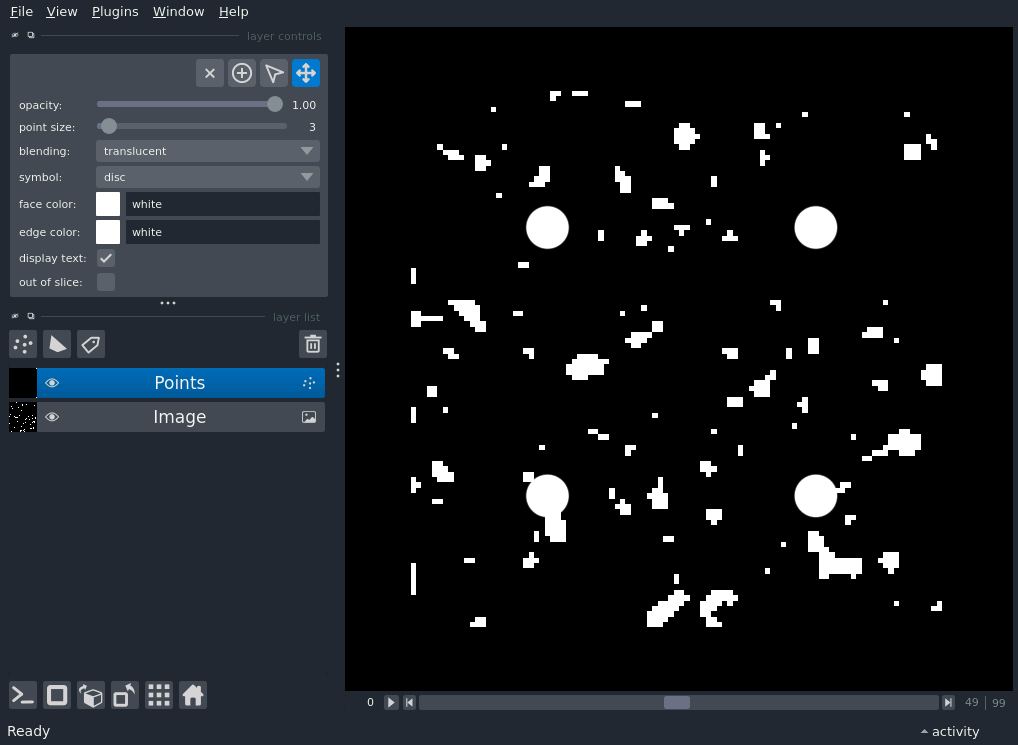 File View Plugins Window Help
layer controls
opacity: 1.00
point size: 3
blending: translucent
symbol: disc
face color: white
edge color: white
display text:
out of slice:
layer list
Points
Image
0 49 | 99
Ready activity